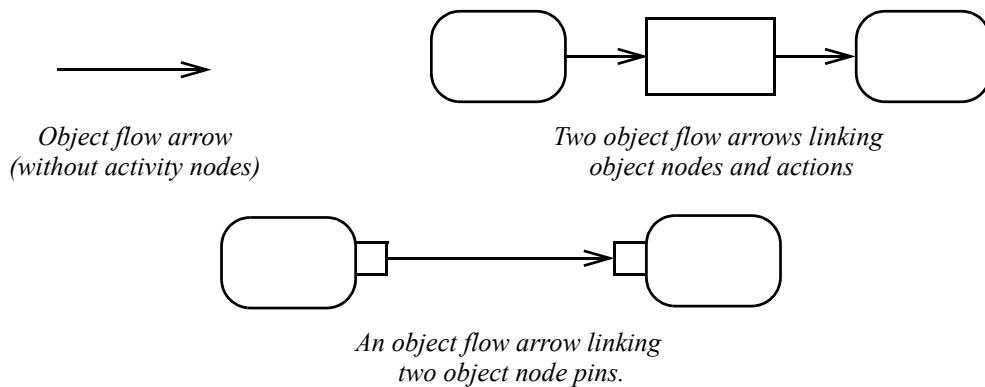 Object flow arrow
(without activity nodes)
Two object flow arrows linking
object nodes and actions
An object flow arrow linking
two object node pins.